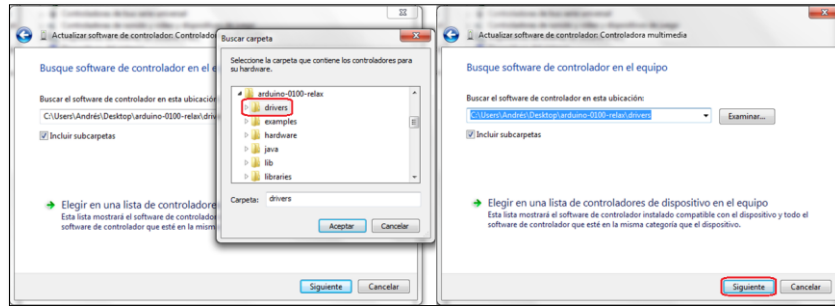 Actualizar software de controlador: Controlador
Busque software de controlador en el e
Buscar el software de controlador en esta ubicación
C:\Users\Andrés\Desktop\arduino-0100-relax\drive
Incluir subcarpetas
Elegir en una lista de controladore
Esta lista mostrará el software de controlado
software de controlador que esté en la mism
Siguiente
Cancelar
Buscar carpeta
Seleccione la carpeta que contiene los controladores para
su hardware.
arduino-0100-relax
drivers
examples
hardware
java
lib
libraries
Carpeta: drivers
Aceptar
Cancelar
Actualizar software de controlador: Controladora multimedia
Busque software de controlador en el equipo
Buscar el software de controlador en esta ubicación:
C:\Users\Andrés\Desktop\arduino-0100-relax\drivers
Examinar...
Incluir subcarpetas
Elegir en una lista de controladores de dispositivo en el equipo
Esta lista mostrará el software de controlador instalado compatible con el dispositivo y todo el
software de controlador que esté en la misma categoría que el dispositivo.
Siguiente
Cancelar